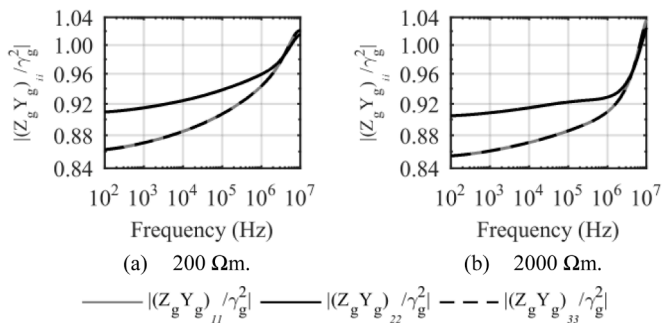 |(Z_g Y_g)_ii /γ_g^2|
1.04
1.00
0.96
0.92
0.88
0.84
10^2 10^3 10^4 10^5 10^6 10^7
Frequency (Hz)
(a) 200 Ωm.
|(Z_g Y_g)_ii /γ_g^2|
1.04
1.00
0.96
0.92
0.88
0.84
10^2 10^3 10^4 10^5 10^6 10^7
Frequency (Hz)
(b) 2000 Ωm.
|(Z_g Y_g)_11 /γ_g^2| |(Z_g Y_g)_22 /γ_g^2| |(Z_g Y_g)_33 /γ_g^2|